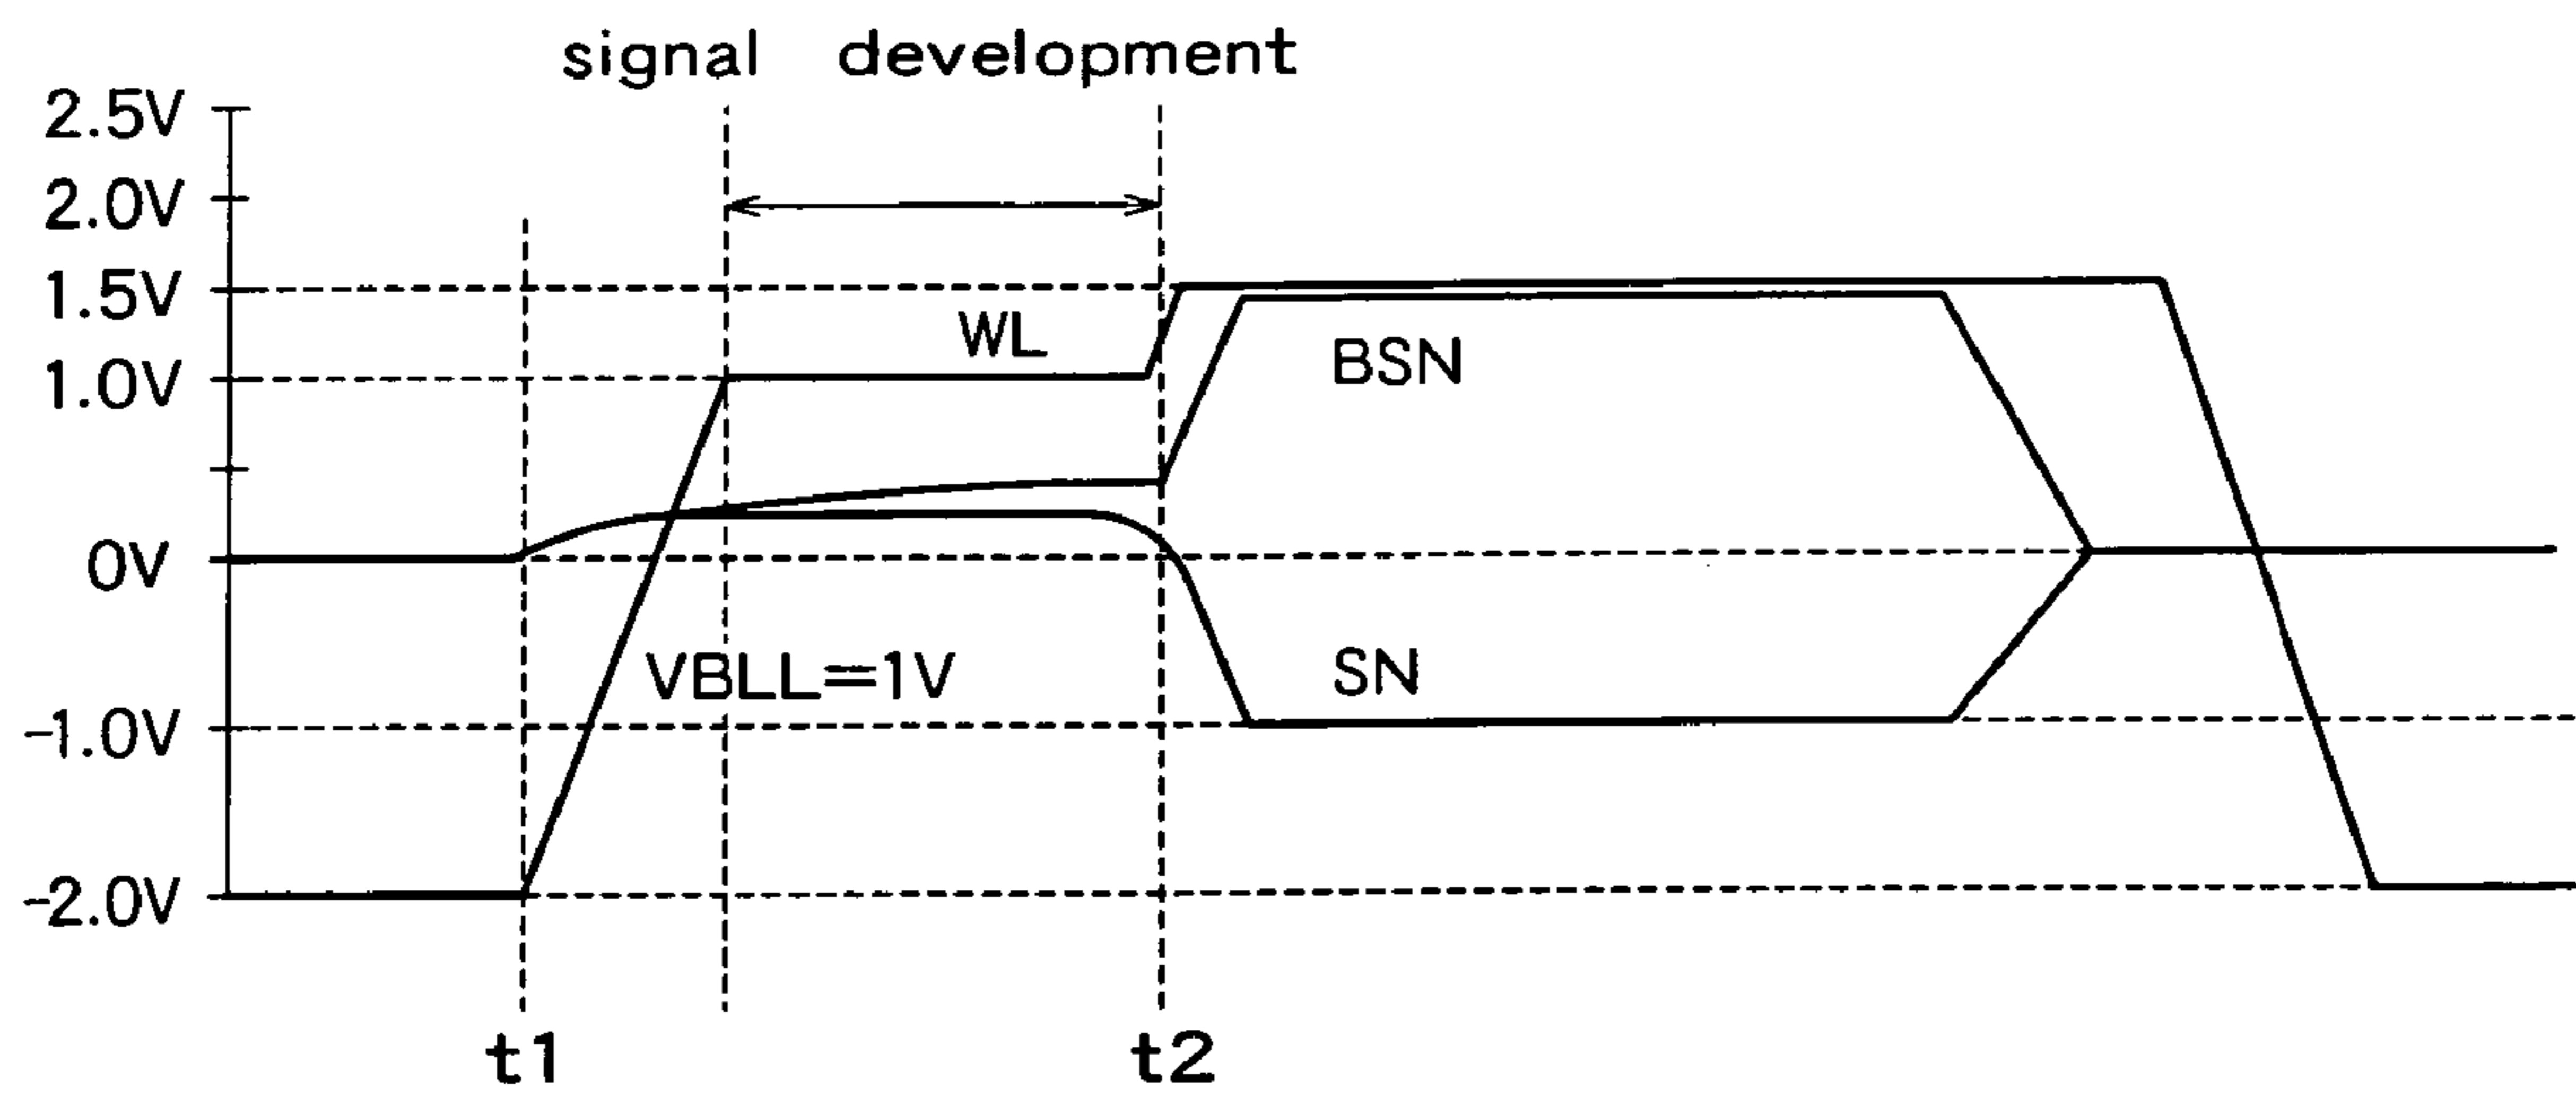 signal development
2.5V
2.0V
1.5V
WL
BSN
1.0V
0V
VBLL=1V
SN
-1.0V
-2.0V
t1
t2